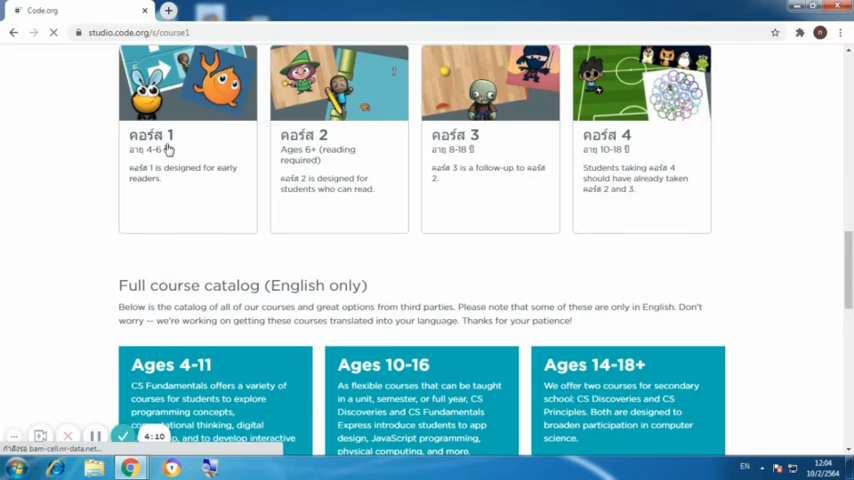 Code.org
studio.code.org/s/course1
n
คอร์ส 1
อายุ 4-6
คอร์ส 1 is designed for early
readers.
คอร์ส 2
Ages 6+ (reading
required)
คอร์ส 2 is designed for
students who can read.
คอร์ส 3
อายุ 8-18 ปี
คอร์ส 3 is a follow-up to คอร์ส
2.
คอร์ส 4
อายุ 10-18 ปี
Students taking คอร์ส 4
should have already taken
คอร์ส 2 and 3.
Full course catalog (English only)
Below is the catalog of all of our courses and great options from third parties. Please note that some of these are only in English. Don't
worry -- we're working on getting these courses translated into your language. Thanks for your patience!
Ages 4-11
CS Fundamentals offers a variety of
courses for students to explore
programming concepts,
computational thinking, digital
and to develop interactive
Ages 10-16
As flexible courses that can be taught
in a unit, semester, or full year, CS
Discoveries and CS Fundamentals
Express introduce students to app
design, JavaScript programming,
physical computing, and more.
Ages 14-18+
We offer two courses for secondary
school: CS Discoveries and CS
Principles. Both are designed to
broaden participation in computer
science.
4:10
กำลังรอ bam-cell.nr-data.net...
EN
12:04
10/2/2564